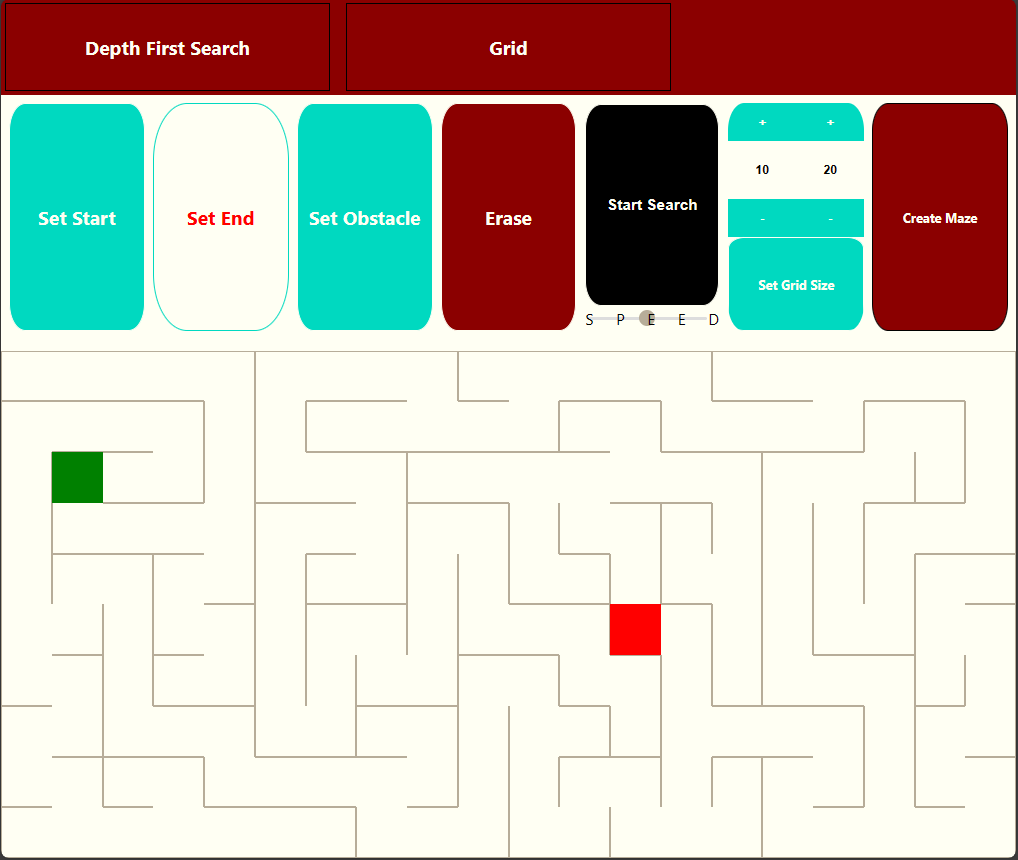 Depth First Search
Grid
Set Start
Set End
Set Obstacle
Erase
Start Search
S P E E D
+ +
10 20
- -
Set Grid Size
Create Maze